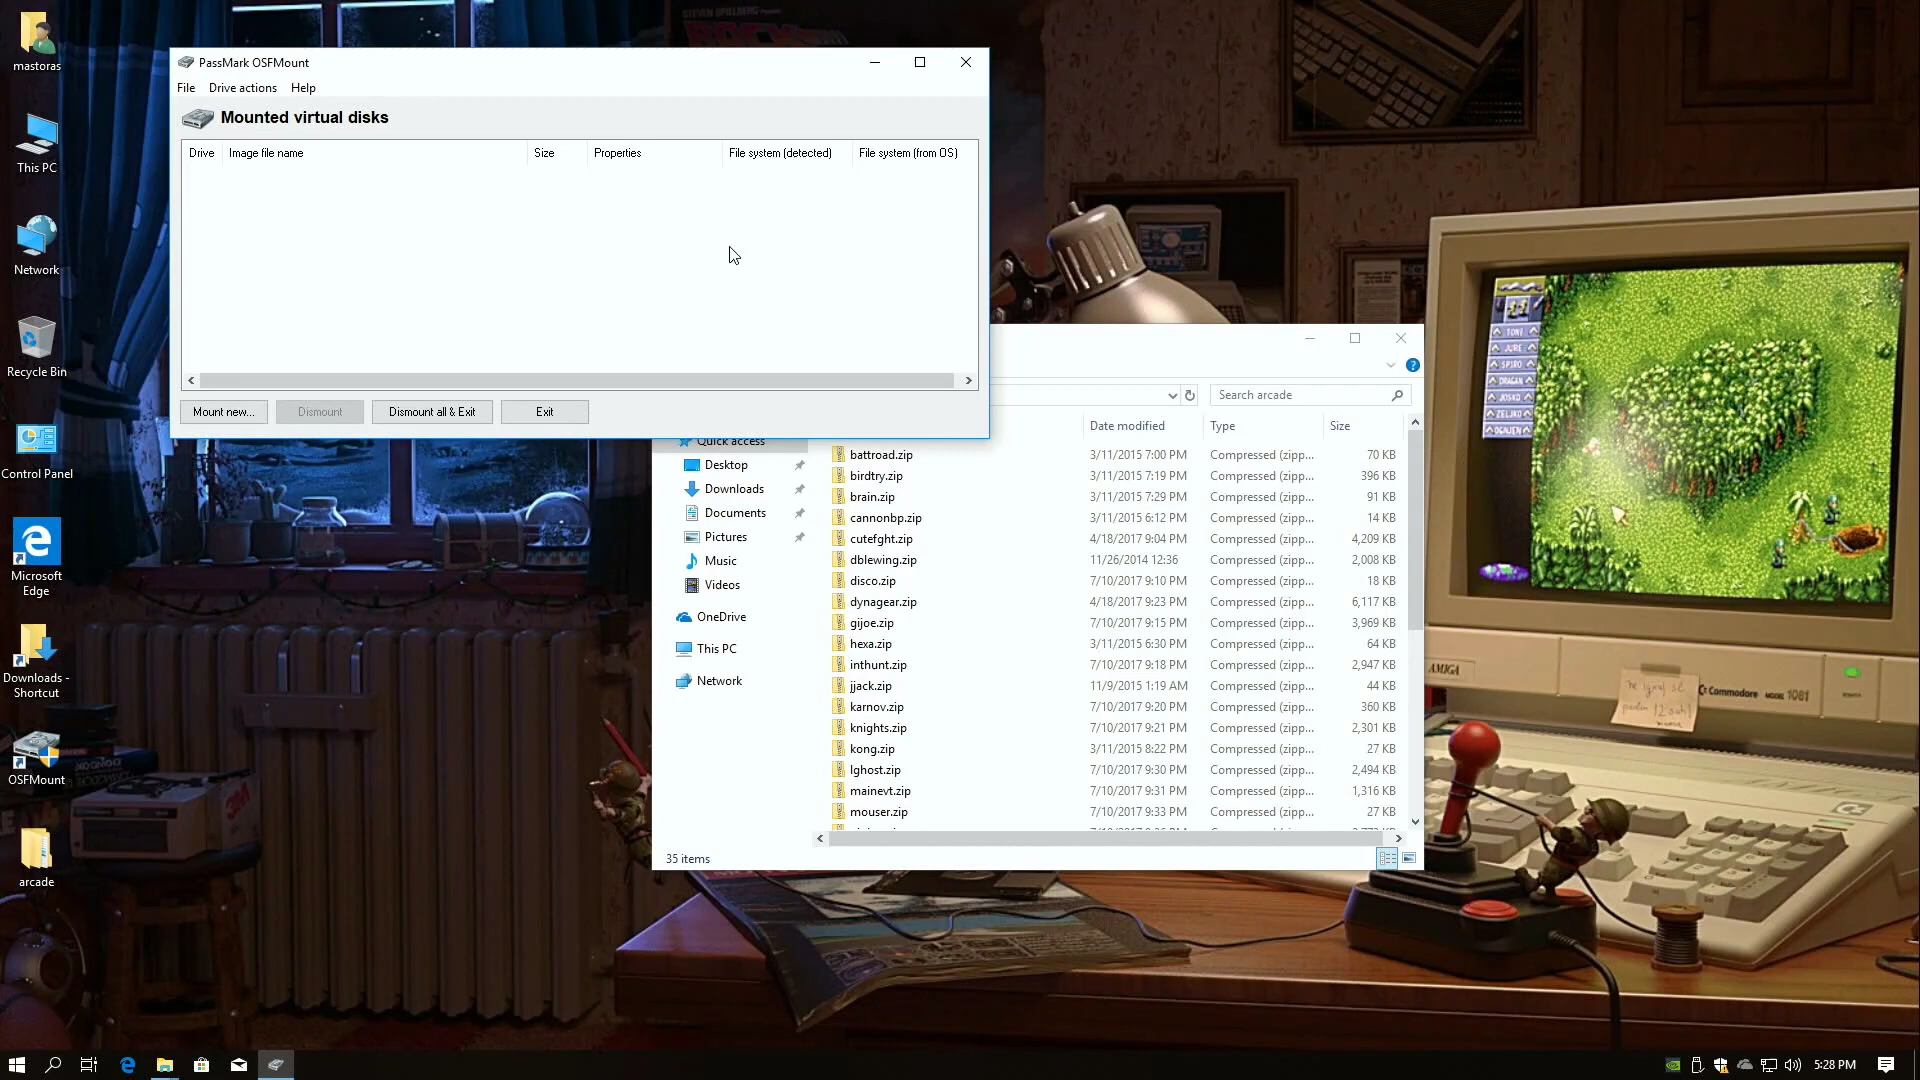 mastoras
This PC
Network
Recycle Bin
Control Panel
Microsoft
Edge
Downloads -
Shortcut
OSFMount
arcade
PassMark OSFMount
File Drive actions Help
Mounted virtual disks
Drive Image file name Size Properties File system (detected) File system (from OS)
Mount new... Dismount Dismount all & Exit Exit
Search arcade
Date modified Type Size
Quick access
Desktop
Downloads
Documents
Pictures
Music
Videos
OneDrive
This PC
Network
battroad.zip 3/11/2015 7:00 PM Compressed (zipp... 70 KB
birdtry.zip 3/11/2015 7:19 PM Compressed (zipp... 396 KB
brain.zip 3/11/2015 7:29 PM Compressed (zipp... 91 KB
cannonbp.zip 3/11/2015 6:12 PM Compressed (zipp... 14 KB
cutefght.zip 4/18/2017 9:04 PM Compressed (zipp... 4,209 KB
dblewing.zip 11/26/2014 12:36 Compressed (zipp... 2,008 KB
disco.zip 7/10/2017 9:10 PM Compressed (zipp... 18 KB
dynagear.zip 4/18/2017 9:23 PM Compressed (zipp... 6,117 KB
gijoe.zip 7/10/2017 9:15 PM Compressed (zipp... 3,969 KB
hexa.zip 3/11/2015 6:30 PM Compressed (zipp... 64 KB
inthunt.zip 7/10/2017 9:18 PM Compressed (zipp... 2,947 KB
jjack.zip 11/9/2015 1:19 AM Compressed (zipp... 44 KB
karnov.zip 7/10/2017 9:20 PM Compressed (zipp... 360 KB
knights.zip 7/10/2017 9:21 PM Compressed (zipp... 2,301 KB
kong.zip 3/11/2015 8:22 PM Compressed (zipp... 27 KB
lghost.zip 7/10/2017 9:30 PM Compressed (zipp... 2,494 KB
mainevt.zip 7/10/2017 9:31 PM Compressed (zipp... 1,316 KB
mouser.zip 7/10/2017 9:33 PM Compressed (zipp... 27 KB
35 items
STEVEN SPIELBERG
TONI
JURE
SPIRO
DRAGAN
JOSKO
ZELJKO
OGNJEN
AMIGA
Commodore MODEL 1081
3M
5:28 PM